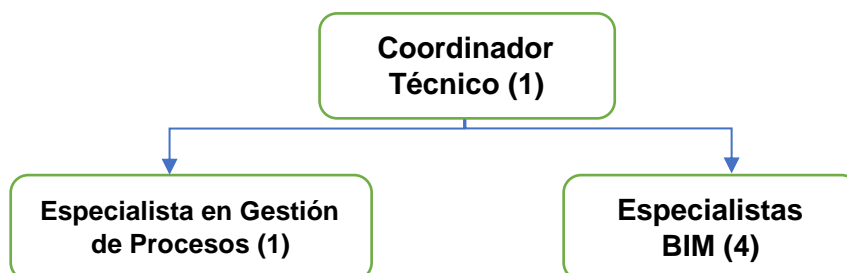 Coordinador
Técnico (1)
Especialista en Gestión
de Procesos (1)
Especialistas
BIM (4)